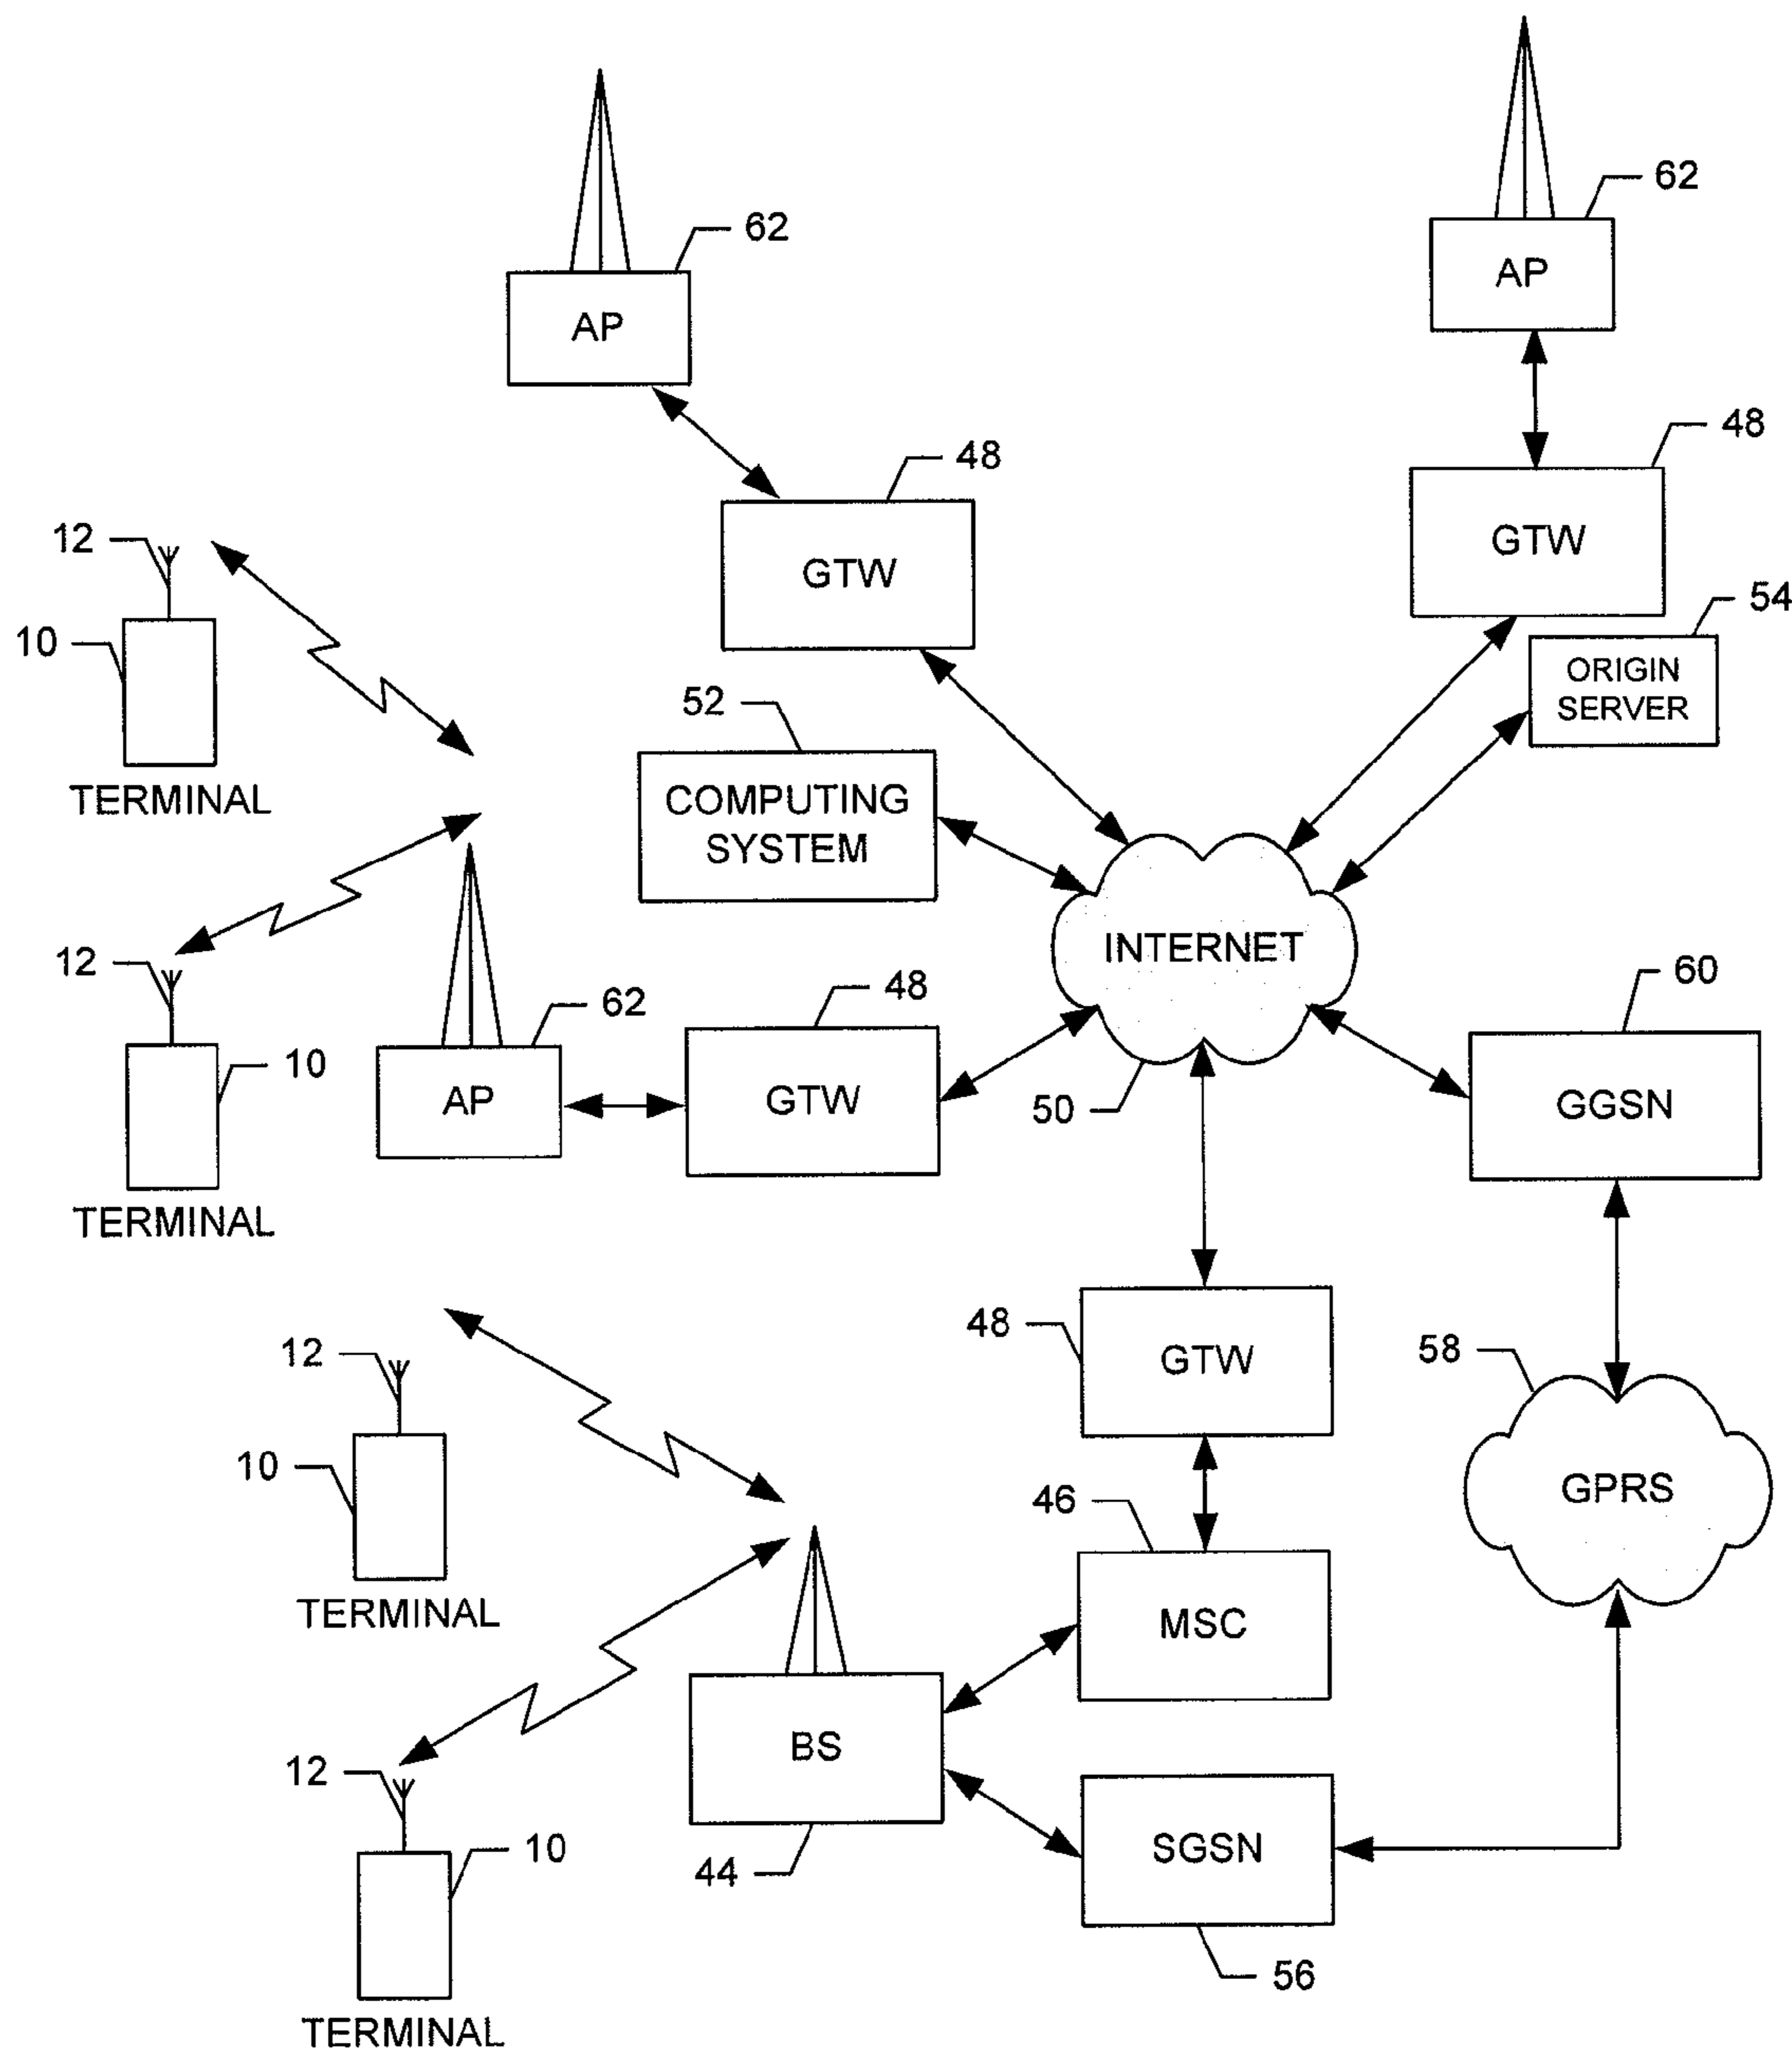 62
AP
62
AP
48
GTW
48
GTW
12
10
TERMINAL
54
ORIGIN
SERVER
52
COMPUTING
SYSTEM
INTERNET
50
12
10
TERMINAL
62
AP
48
GTW
60
GGSN
48
GTW
58
GPRS
12
10
TERMINAL
46
MSC
BS
44
12
10
TERMINAL
SGSN
56